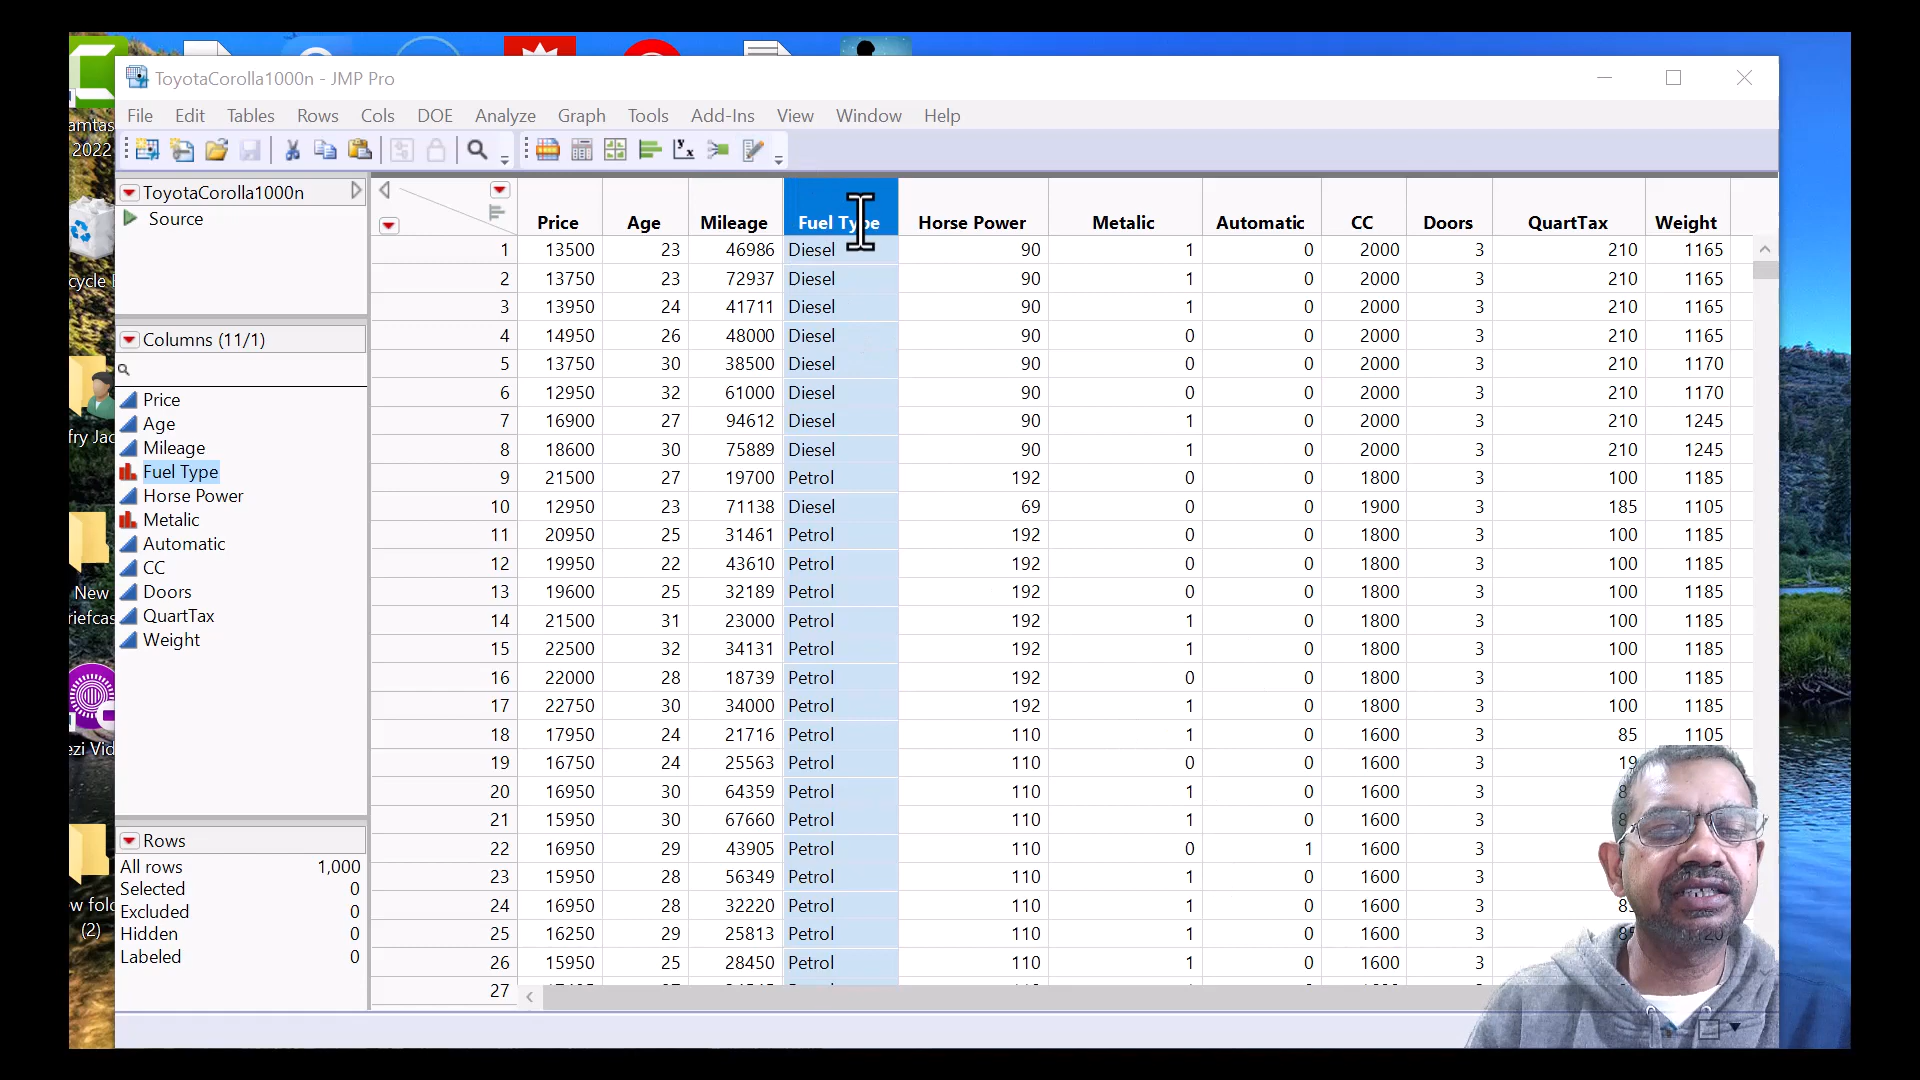 ToyotaCorolla1000n - JMP Pro
File Edit Tables Rows Cols DOE Analyze Graph Tools Add-Ins View Window Help
2022
ToyotaCorolla1000n
Source
Columns (11/1)
Price
Age
Mileage
Fuel Type
Horse Power
Metalic
Automatic
CC
Doors
QuartTax
Weight
Rows
All rows 1,000
Selected 0
Excluded 0
Hidden 0
Labeled 0
Price Age Mileage Fuel Type Horse Power Metalic Automatic CC Doors QuartTax Weight
1 13500 23 46986 Diesel 90 1 0 2000 3 210 1165
2 13750 23 72937 Diesel 90 1 0 2000 3 210 1165
3 13950 24 41711 Diesel 90 1 0 2000 3 210 1165
4 14950 26 48000 Diesel 90 0 0 2000 3 210 1165
5 13750 30 38500 Diesel 90 0 0 2000 3 210 1170
6 12950 32 61000 Diesel 90 0 0 2000 3 210 1170
7 16900 27 94612 Diesel 90 1 0 2000 3 210 1245
8 18600 30 75889 Diesel 90 1 0 2000 3 210 1245
9 21500 27 19700 Petrol 192 0 0 1800 3 100 1185
10 12950 23 71138 Diesel 69 0 0 1900 3 185 1105
11 20950 25 31461 Petrol 192 0 0 1800 3 100 1185
12 19950 22 43610 Petrol 192 0 0 1800 3 100 1185
13 19600 25 32189 Petrol 192 0 0 1800 3 100 1185
14 21500 31 23000 Petrol 192 1 0 1800 3 100 1185
15 22500 32 34131 Petrol 192 1 0 1800 3 100 1185
16 22000 28 18739 Petrol 192 0 0 1800 3 100 1185
17 22750 30 34000 Petrol 192 1 0 1800 3 100 1185
18 17950 24 21716 Petrol 110 1 0 1600 3 85 1105
19 16750 24 25563 Petrol 110 0 0 1600 3 19
20 16950 30 64359 Petrol 110 1 0 1600 3
21 15950 30 67660 Petrol 110 1 0 1600 3
22 16950 29 43905 Petrol 110 0 1 1600 3
23 15950 28 56349 Petrol 110 1 0 1600 3
24 16950 28 32220 Petrol 110 1 0 1600 3
25 16250 29 25813 Petrol 110 1 0 1600 3 85 1120
26 15950 25 28450 Petrol 110 1 0 1600 3
27
New
(2)